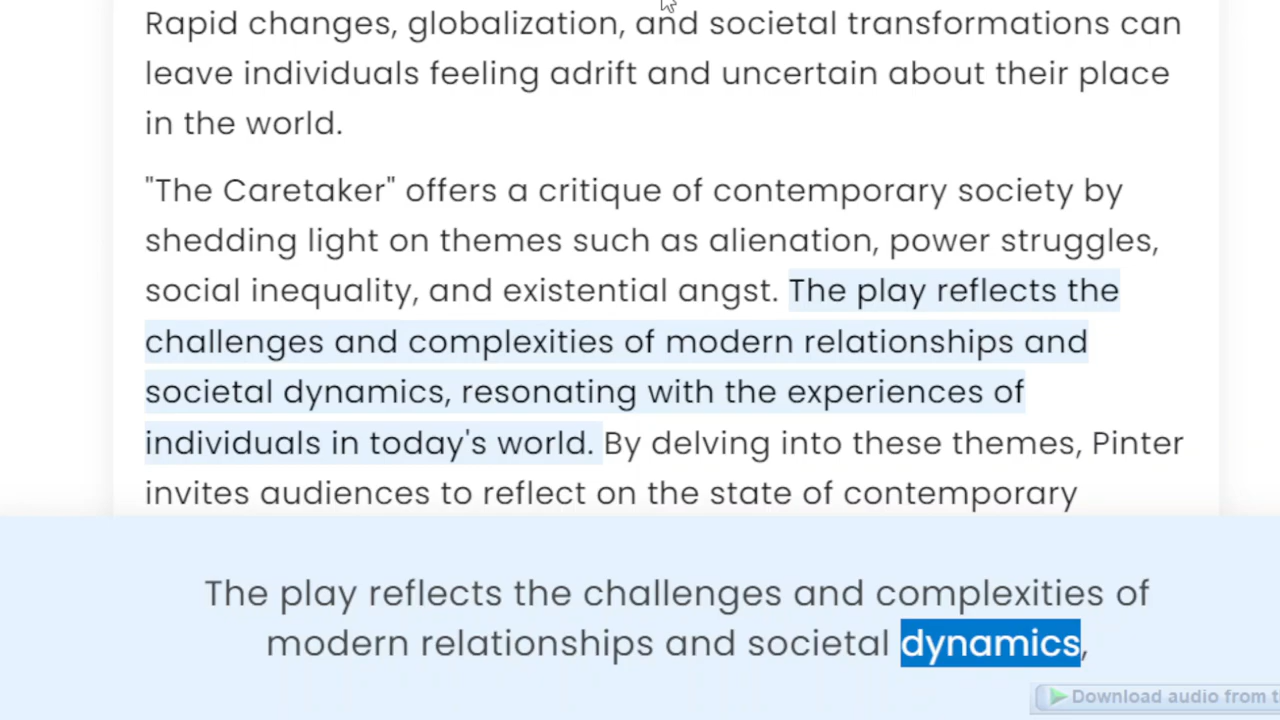 Rapid changes, globalization, and societal transformations can
leave individuals feeling adrift and uncertain about their place
in the world.
"The Caretaker" offers a critique of contemporary society by
shedding light on themes such as alienation, power struggles,
social inequality, and existential angst. The play reflects the
challenges and complexities of modern relationships and
societal dynamics, resonating with the experiences of
individuals in today's world. By delving into these themes, Pinter
invites audiences to reflect on the state of contemporary
The play reflects the challenges and complexities of
modern relationships and societal dynamics,
Download audio from